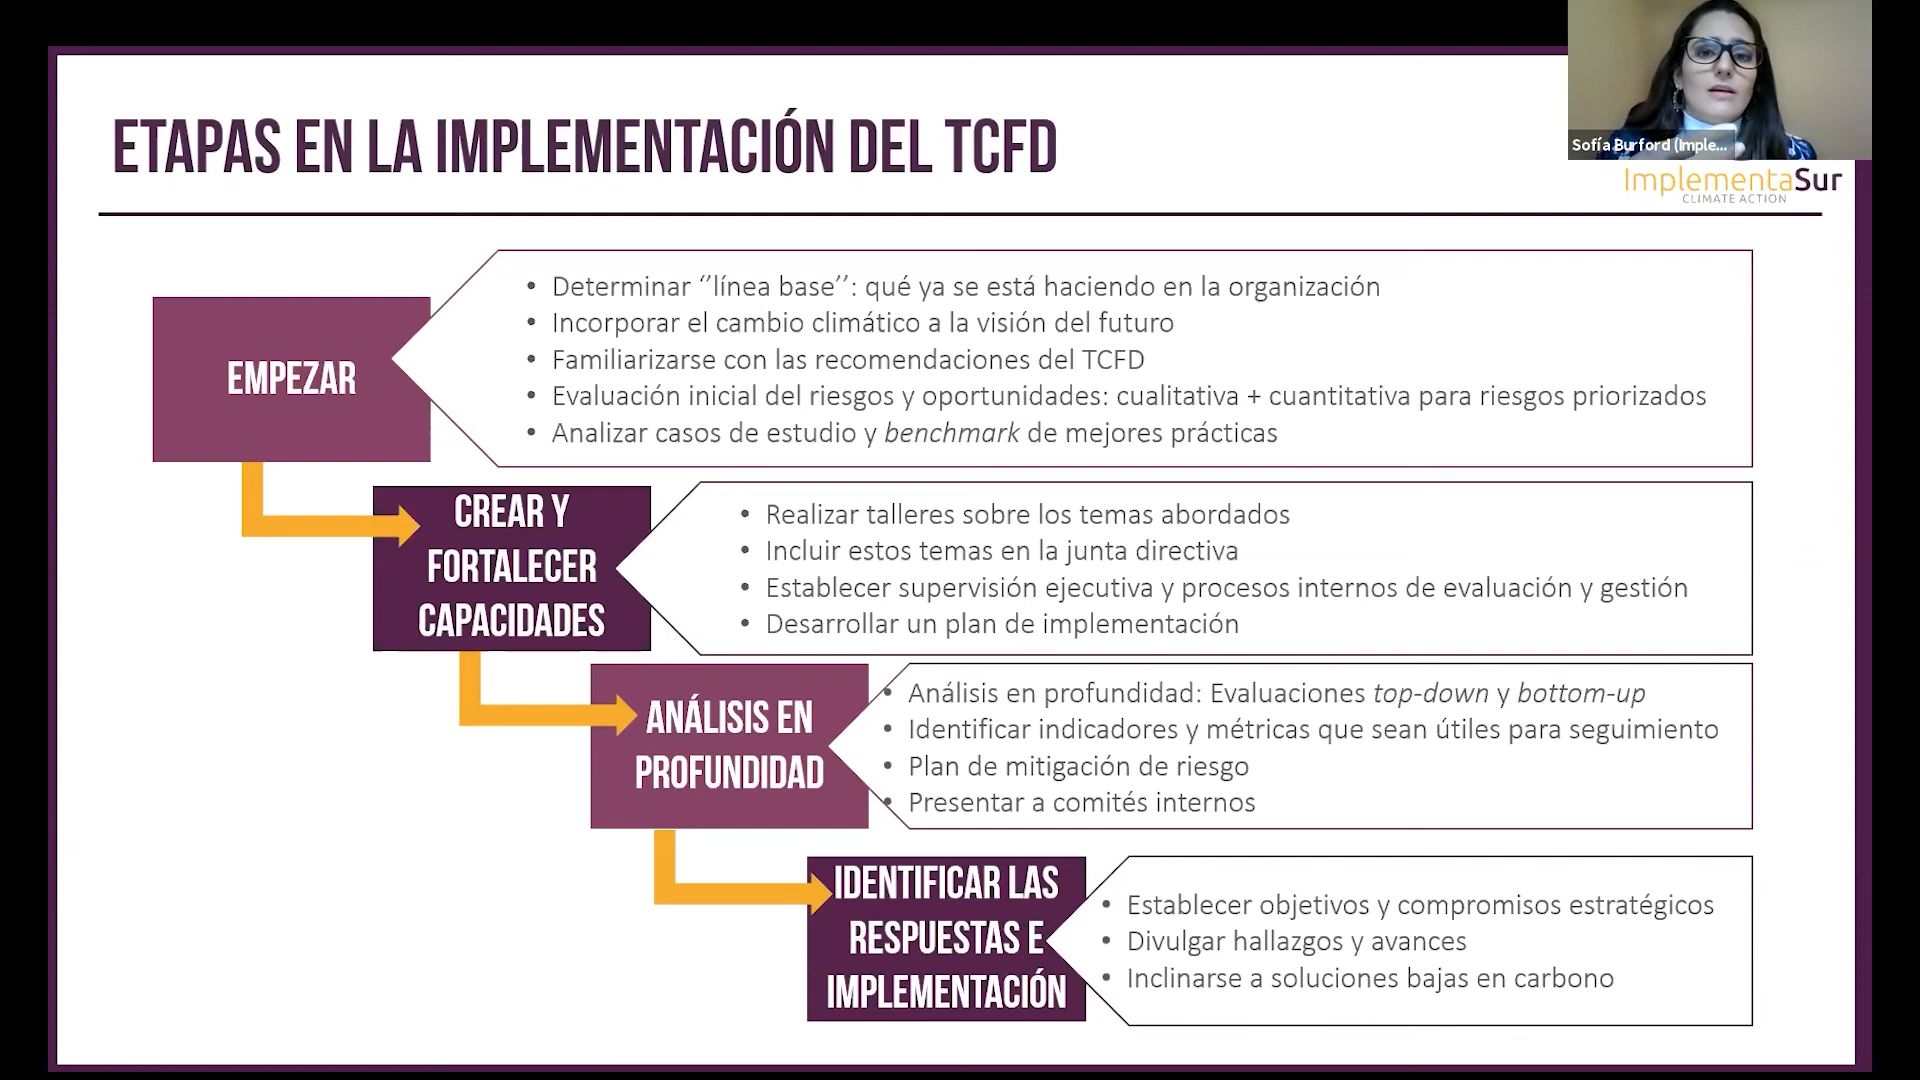 Sofía Burford (Imple...
ImplementaSur
CLIMATE ACTION
ETAPAS EN LA IMPLEMENTACIÓN DEL TCFD
EMPEZAR
• Determinar ‘’línea base’’: qué ya se está haciendo en la organización
• Incorporar el cambio climático a la visión del futuro
• Familiarizarse con las recomendaciones del TCFD
• Evaluación inicial del riesgos y oportunidades: cualitativa + cuantitativa para riesgos priorizados
• Analizar casos de estudio y benchmark de mejores prácticas
CREAR Y
FORTALECER
CAPACIDADES
• Realizar talleres sobre los temas abordados
• Incluir estos temas en la junta directiva
• Establecer supervisión ejecutiva y procesos internos de evaluación y gestión
• Desarrollar un plan de implementación
ANÁLISIS EN
PROFUNDIDAD
• Análisis en profundidad: Evaluaciones top-down y bottom-up
• Identificar indicadores y métricas que sean útiles para seguimiento
• Plan de mitigación de riesgo
• Presentar a comités internos
IDENTIFICAR LAS
RESPUESTAS E
IMPLEMENTACIÓN
• Establecer objetivos y compromisos estratégicos
• Divulgar hallazgos y avances
• Inclinarse a soluciones bajas en carbono